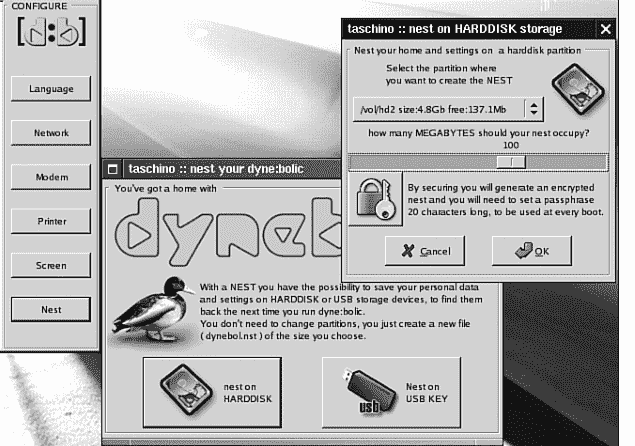 CONFIGURE
[d:b]
Language
Network
Modem
Printer
Screen
Nest
taschino :: nest your dyne:bolic
You've got a home with
dyneb
With a NEST you have the possibility to save your personal data
and settings on HARDDISK or USB storage devices, to find them
back the next time you run dyne:bolic.
You don't need to change partitions, you just create a new file
( dynebol.nst ) of the size you choose.
nest on
HARDDISK
usb
Nest on
USB KEY
taschino :: nest on HARDDISK storage
Nest your home and settings on a harddisk partition
Select the partition where
you want to create the NEST
/vol/hd2 size:4.8Gb free:137.1Mb
how many MEGABYTES should your nest occupy?
100
By securing you will generate an encrypted
nest and you will need to set a passphrase
20 characters long, to be used at every boot.
Cancel
OK